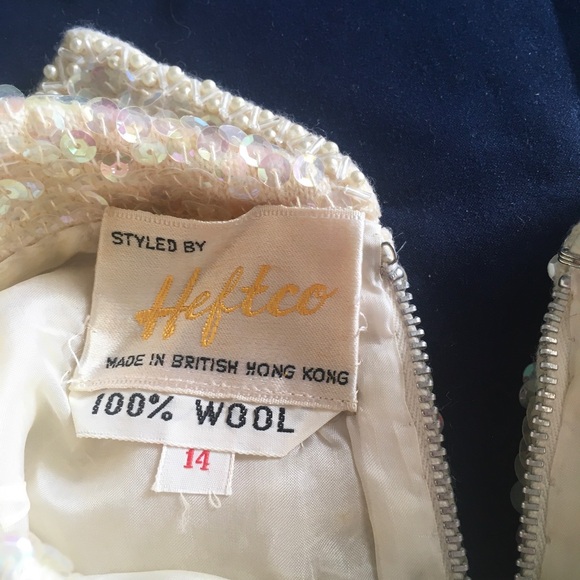 STYLED BY
Heftco
MADE IN BRITISH HONG KONG
100% WOOL
14